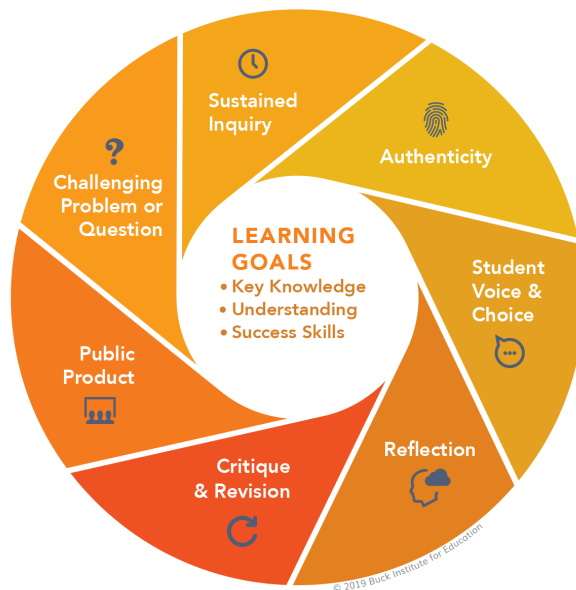 Sustained
Inquiry
Authenticity
Student
Voice &
Choice
Reflection
Critique
& Revision
Public
Product
?
Challenging
Problem or
Question
LEARNING
GOALS
• Key Knowledge
• Understanding
• Success Skills
© 2019 Buck Institute for Education